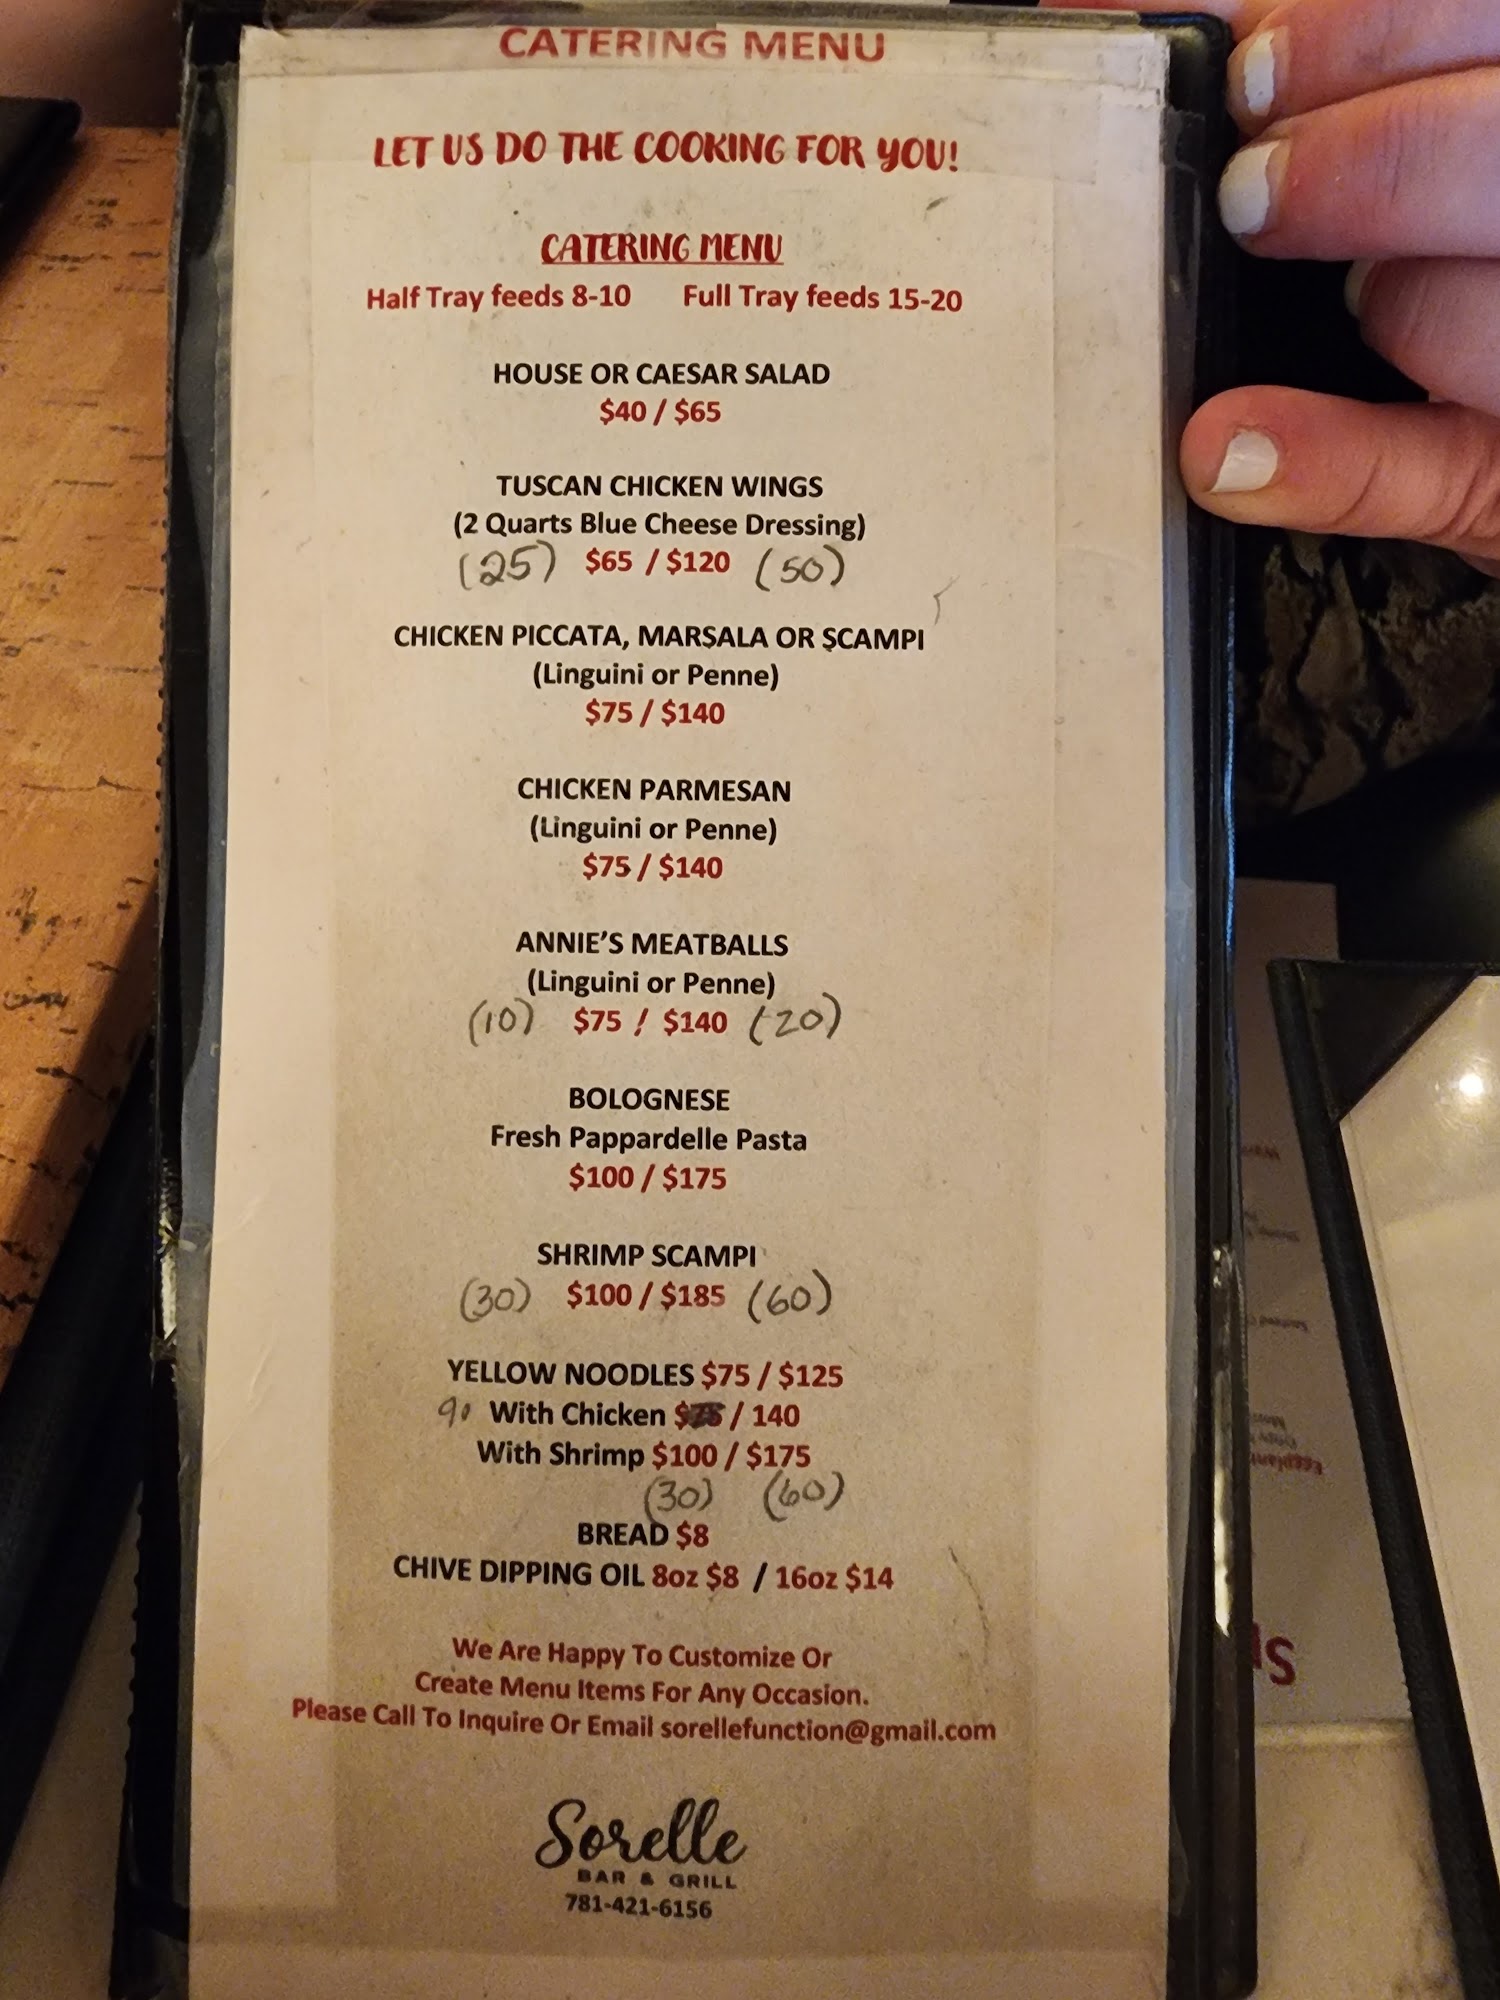 CATERING MENU
LET US DO THE COOKING FOR YOU!
CATERING MENU
Half Tray feeds 8-10 Full Tray feeds 15-20
HOUSE OR CAESAR SALAD
$40 / $65
TUSCAN CHICKEN WINGS
(2 Quarts Blue Cheese Dressing)
(25) $65 / $120 (50)
CHICKEN PICCATA, MARSALA OR SCAMPI
(Linguini or Penne)
$75 / $140
CHICKEN PARMESAN
(Linguini or Penne)
$75 / $140
ANNIE'S MEATBALLS
(Linguini or Penne)
(10) $75 / $140 (20)
BOLOGNESE
Fresh Pappardelle Pasta
$100 / $175
SHRIMP SCAMPI
(30) $100 / $185 (60)
YELLOW NOODLES $75 / $125
90 With Chicken $ / 140
With Shrimp $100 / $175
(30) (60)
BREAD $8
CHIVE DIPPING OIL 8oz $8 / 16oz $14
We Are Happy To Customize Or
Create Menu Items For Any Occasion.
Please Call To Inquire Or Email sorellefunction@gmail.com
Sorelle
BAR & GRILL
781-421-6156